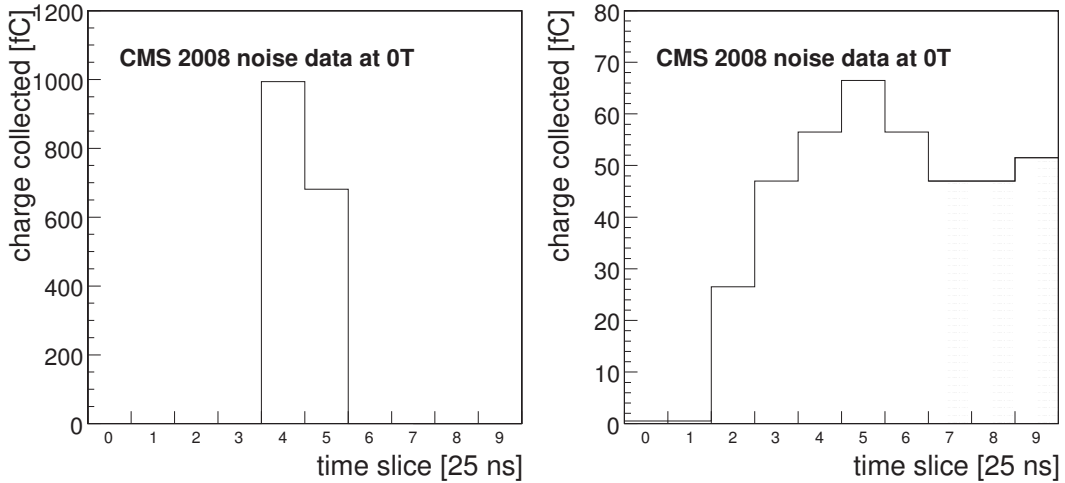 charge collected [fC]
1200
1000
800
600
400
200
0
CMS 2008 noise data at 0T
0 1 2 3 4 5 6 7 8 9
time slice [25 ns]
charge collected [fC]
80
70
60
50
40
30
20
10
0
CMS 2008 noise data at 0T
0 1 2 3 4 5 6 7 8 9
time slice [25 ns]